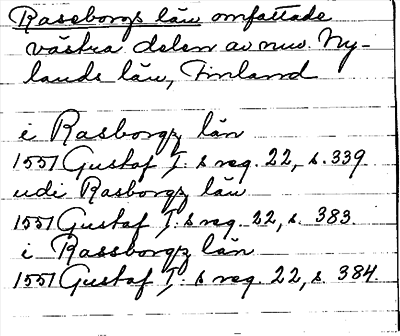 Raseborgs län omfattade
västra delen av nuv. Ny-
lands län, Finland
i Rasborgz län
1551 Gustaf I:s reg. 22, s. 339
udi Rasborgz län
1551 Gustaf I:s reg. 22, s. 383.
i Rassborgz län
1551 Gustaf I:s reg. 22, s. 384.